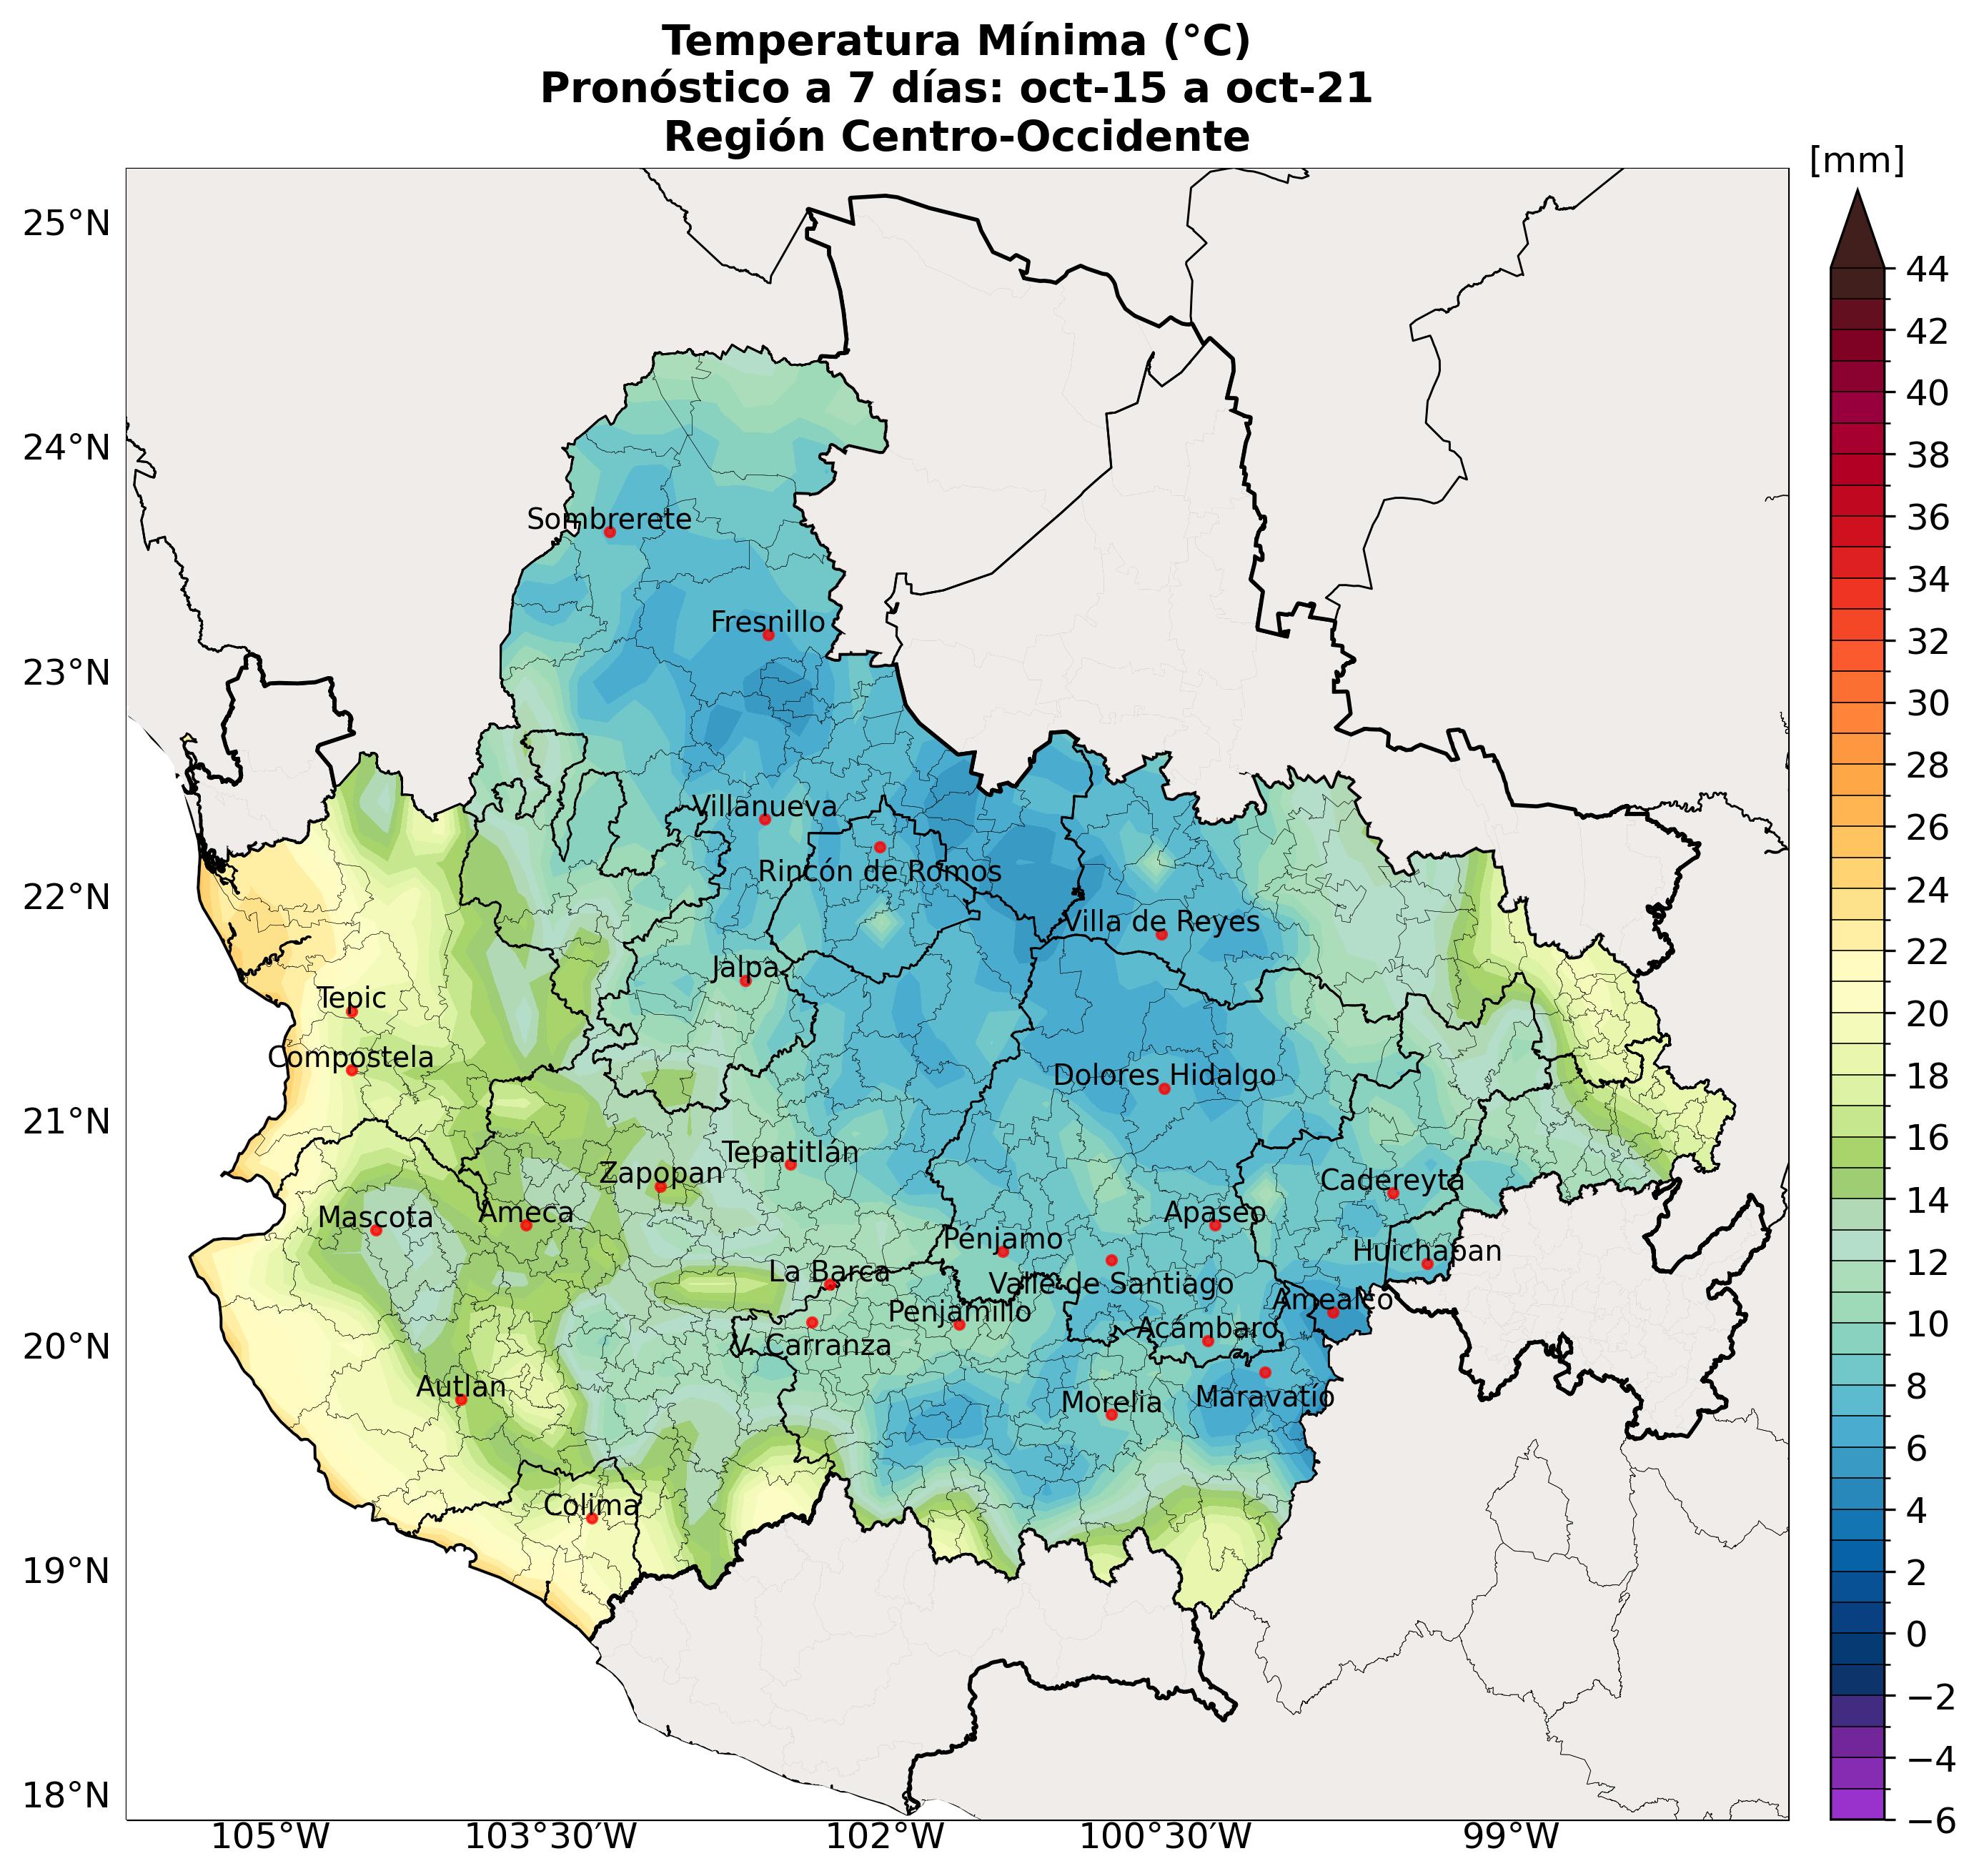 Temperatura Mínima (°C)
Pronóstico a 7 días: oct-15 a oct-21
Región Centro-Occidente
[mm]
25°N
24°N
23°N
22°N
21°N
20°N
19°N
18°N
105°W
103°30′W
102°W
100°30′W
99°W
44
42
40
38
36
34
32
30
28
26
24
22
20
18
16
14
12
10
8
6
4
2
0
−2
−4
−6
Sombrerete
Fresnillo
Villanueva
Rincón de Romos
Villa de Reyes
Jalpa
Tepic
Compostela
Dolores Hidalgo
Tepatitlán
Zapopan
Cadereyta
Mascota
Ameca
Apaseo
Pénjamo
Huichapan
La Barca
Valle de Santiago
Amealco
Penjamillo
Acámbaro
V. Carranza
Autlan
Morelia
Maravatío
Colima